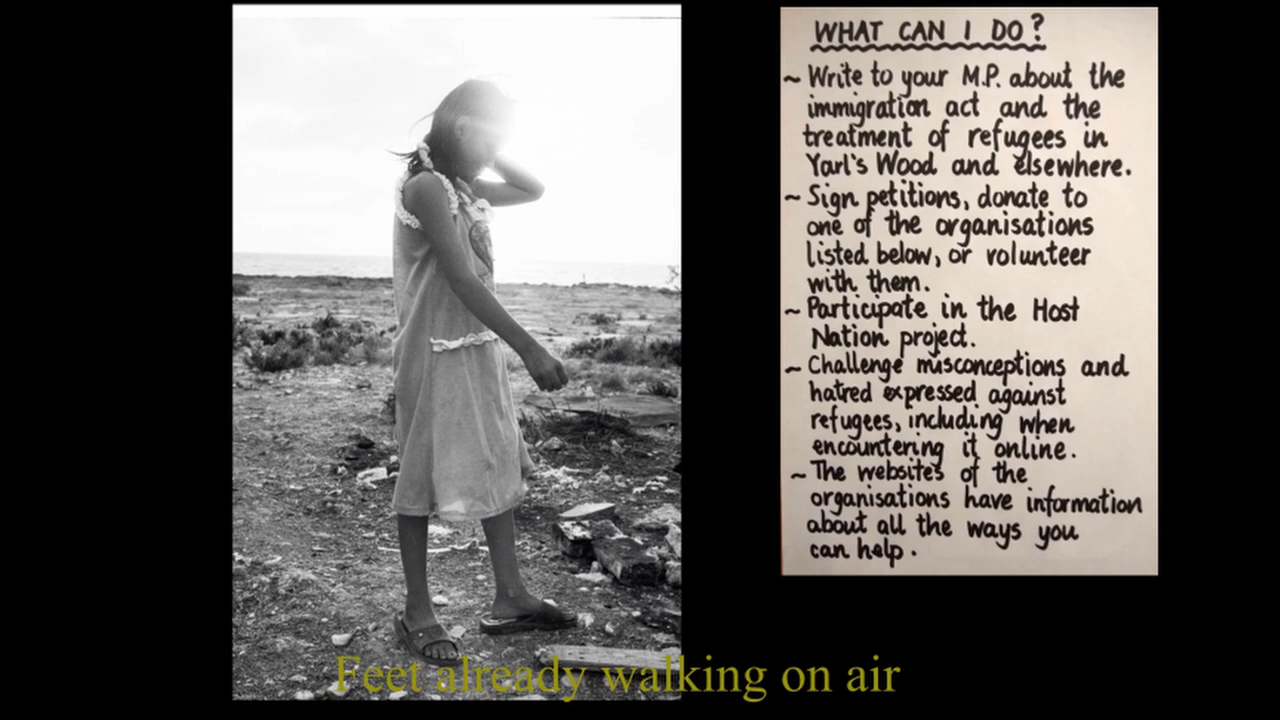 WHAT CAN I DO?
~ Write to your M.P. about the
immigration act and the
treatment of refugees in
Yarl's Wood and elsewhere.
~ Sign petitions, donate to
one of the organisations
listed below, or volunteer
with them.
~ Participate in the Host
Nation project.
~ Challenge misconceptions and
hatred expressed against
refugees, including when
encountering it online.
~ The websites of the
organisations have information
about all the ways you
can help.
Feet already walking on air